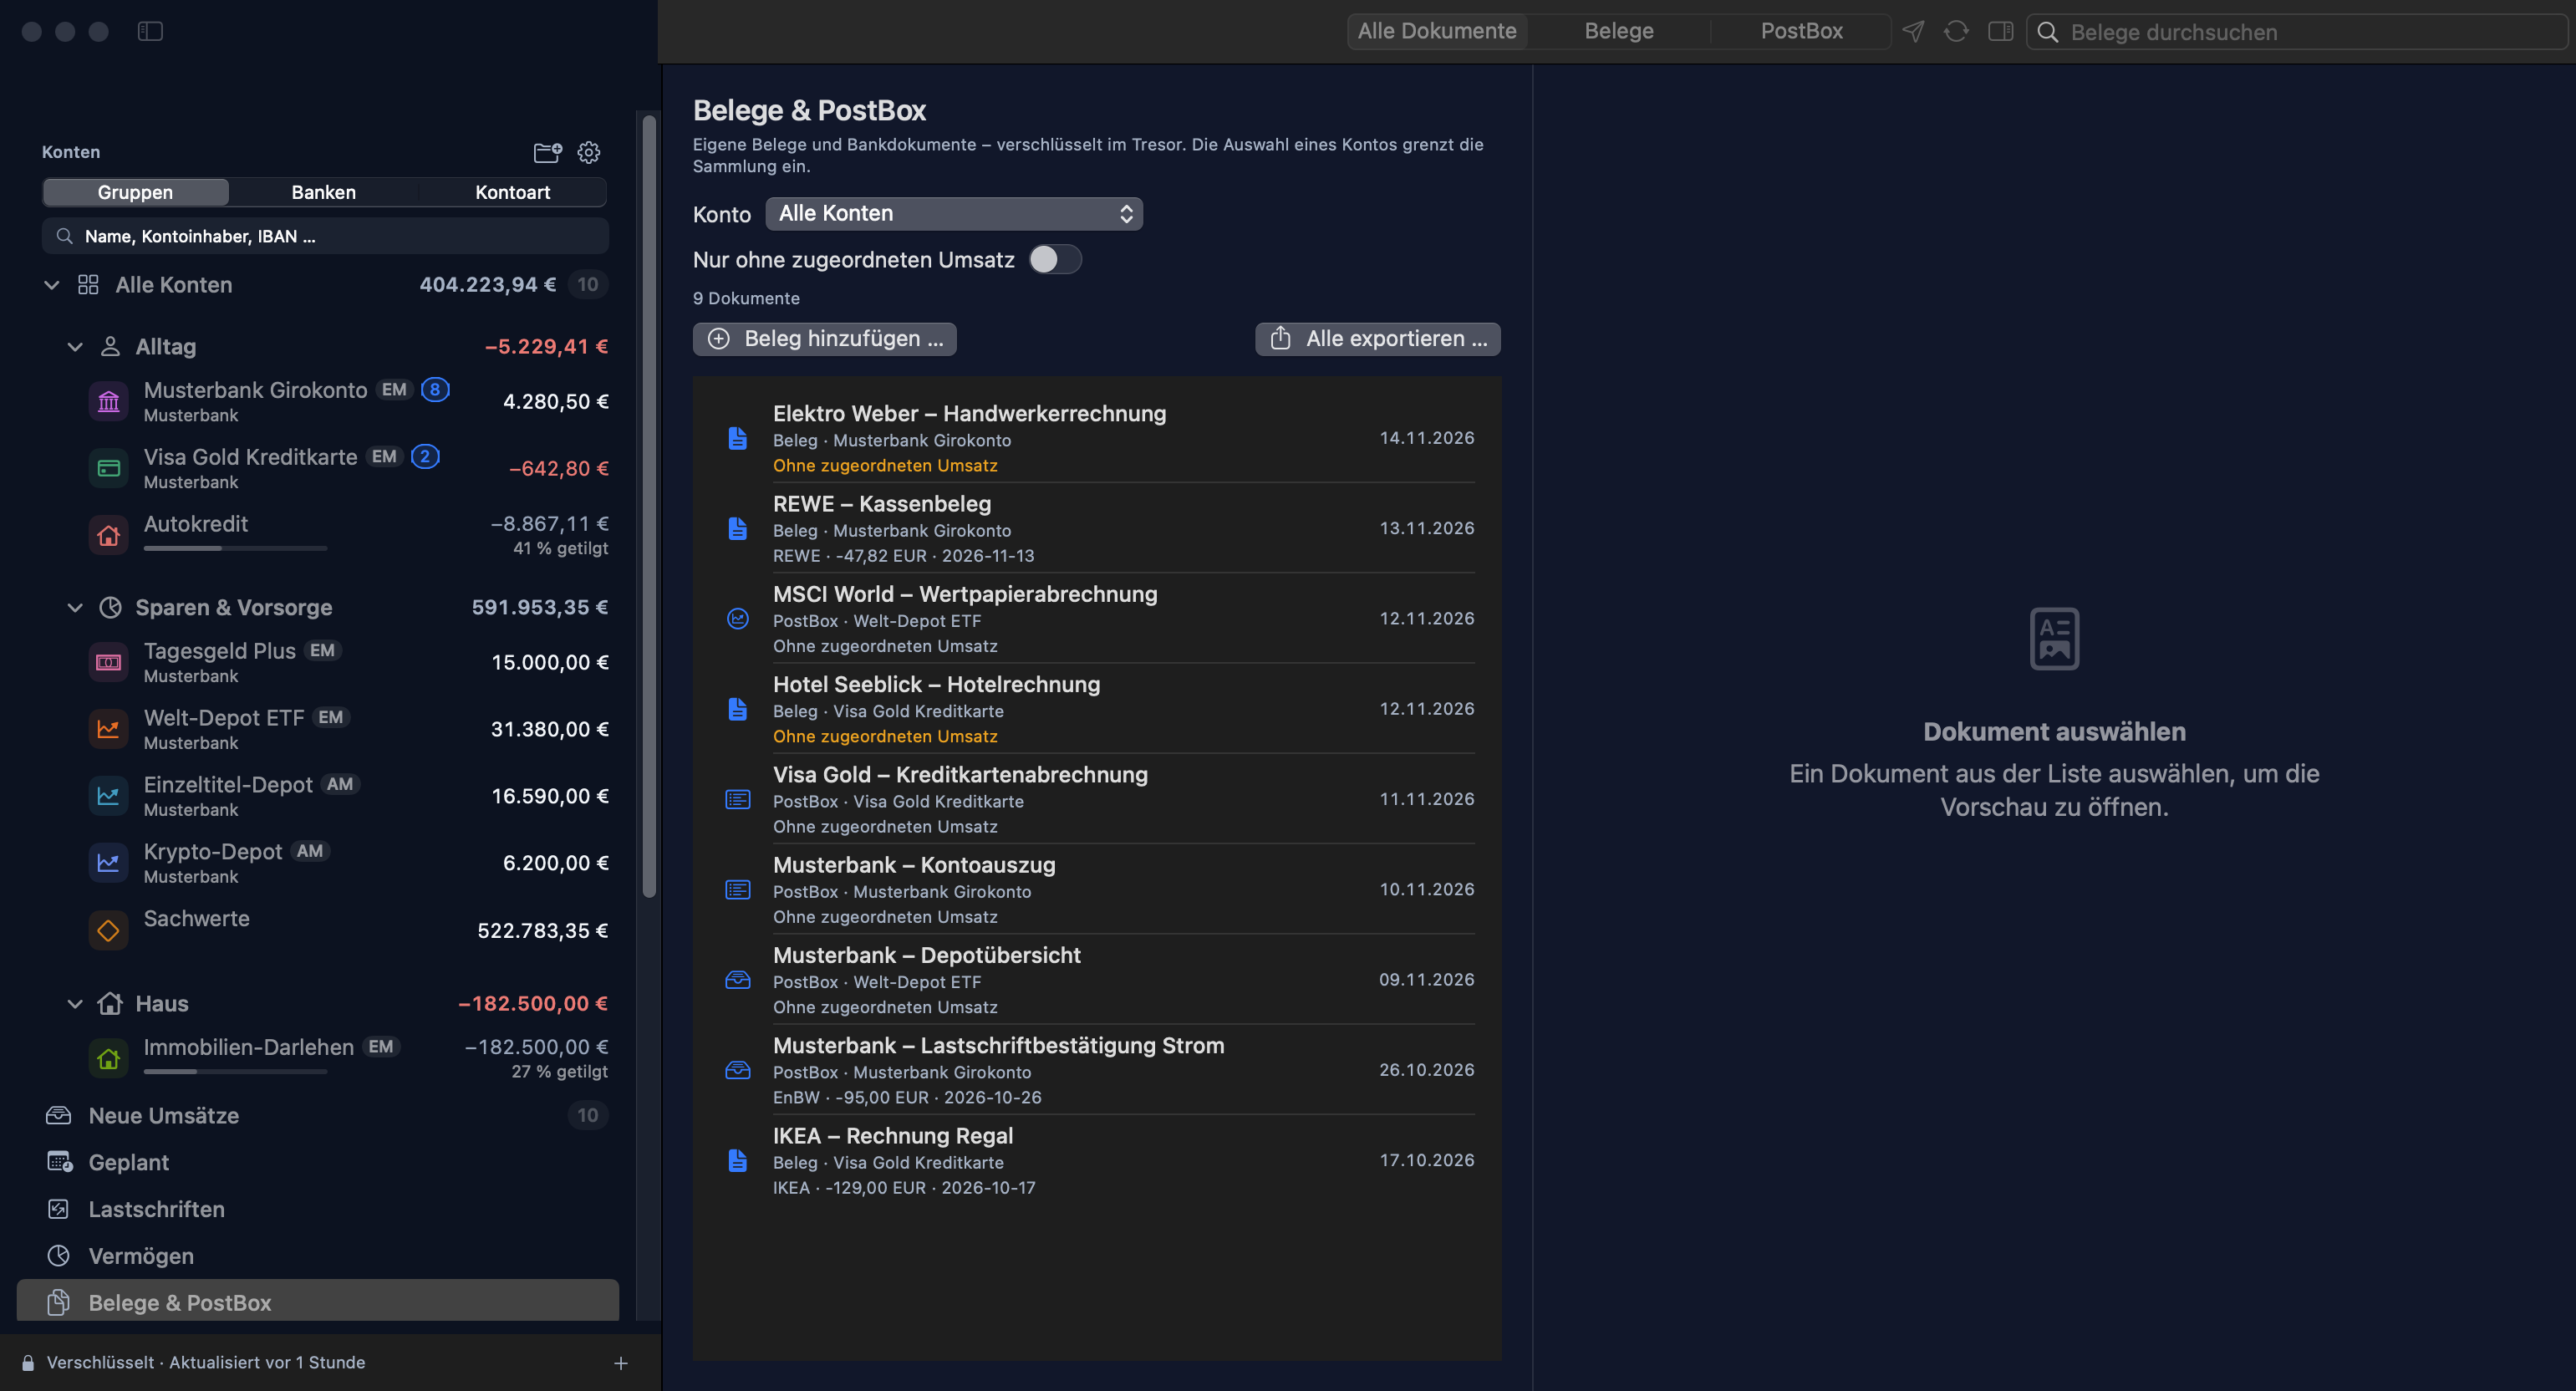 Alle Dokumente
Belege
PostBox
Belege durchsuchen
Konten
Gruppen
Banken
Kontoart
Name, Kontoinhaber, IBAN ...
Alle Konten 404.223,94 € 10
Alltag −5.229,41 €
Musterbank Girokonto EM 8
Musterbank
4.280,50 €
Visa Gold Kreditkarte EM 2
Musterbank
−642,80 €
Autokredit −8.867,11 €
41 % getilgt
Sparen & Vorsorge 591.953,35 €
Tagesgeld Plus EM
Musterbank
15.000,00 €
Welt-Depot ETF EM
Musterbank
31.380,00 €
Einzeltitel-Depot AM
Musterbank
16.590,00 €
Krypto-Depot AM
Musterbank
6.200,00 €
Sachwerte
522.783,35 €
Haus −182.500,00 €
Immobilien-Darlehen EM −182.500,00 €
27 % getilgt
Neue Umsätze 10
Geplant
Lastschriften
Vermögen
Belege & PostBox
Verschlüsselt · Aktualisiert vor 1 Stunde
Belege & PostBox
Eigene Belege und Bankdokumente – verschlüsselt im Tresor. Die Auswahl eines Kontos grenzt die
Sammlung ein.
Konto Alle Konten
Nur ohne zugeordneten Umsatz
9 Dokumente
Beleg hinzufügen ...
Alle exportieren ...
Elektro Weber – Handwerkerrechnung
Beleg · Musterbank Girokonto
Ohne zugeordneten Umsatz
14.11.2026
REWE – Kassenbeleg
Beleg · Musterbank Girokonto
REWE · -47,82 EUR · 2026-11-13
13.11.2026
MSCI World – Wertpapierabrechnung
PostBox · Welt-Depot ETF
Ohne zugeordneten Umsatz
12.11.2026
Hotel Seeblick – Hotelrechnung
Beleg · Visa Gold Kreditkarte
Ohne zugeordneten Umsatz
12.11.2026
Visa Gold – Kreditkartenabrechnung
PostBox · Visa Gold Kreditkarte
Ohne zugeordneten Umsatz
11.11.2026
Musterbank – Kontoauszug
PostBox · Musterbank Girokonto
Ohne zugeordneten Umsatz
10.11.2026
Musterbank – Depotübersicht
PostBox · Welt-Depot ETF
Ohne zugeordneten Umsatz
09.11.2026
Musterbank – Lastschriftbestätigung Strom
PostBox · Musterbank Girokonto
EnBW · -95,00 EUR · 2026-10-26
26.10.2026
IKEA – Rechnung Regal
Beleg · Visa Gold Kreditkarte
IKEA · -129,00 EUR · 2026-10-17
17.10.2026
Dokument auswählen
Ein Dokument aus der Liste auswählen, um die
Vorschau zu öffnen.